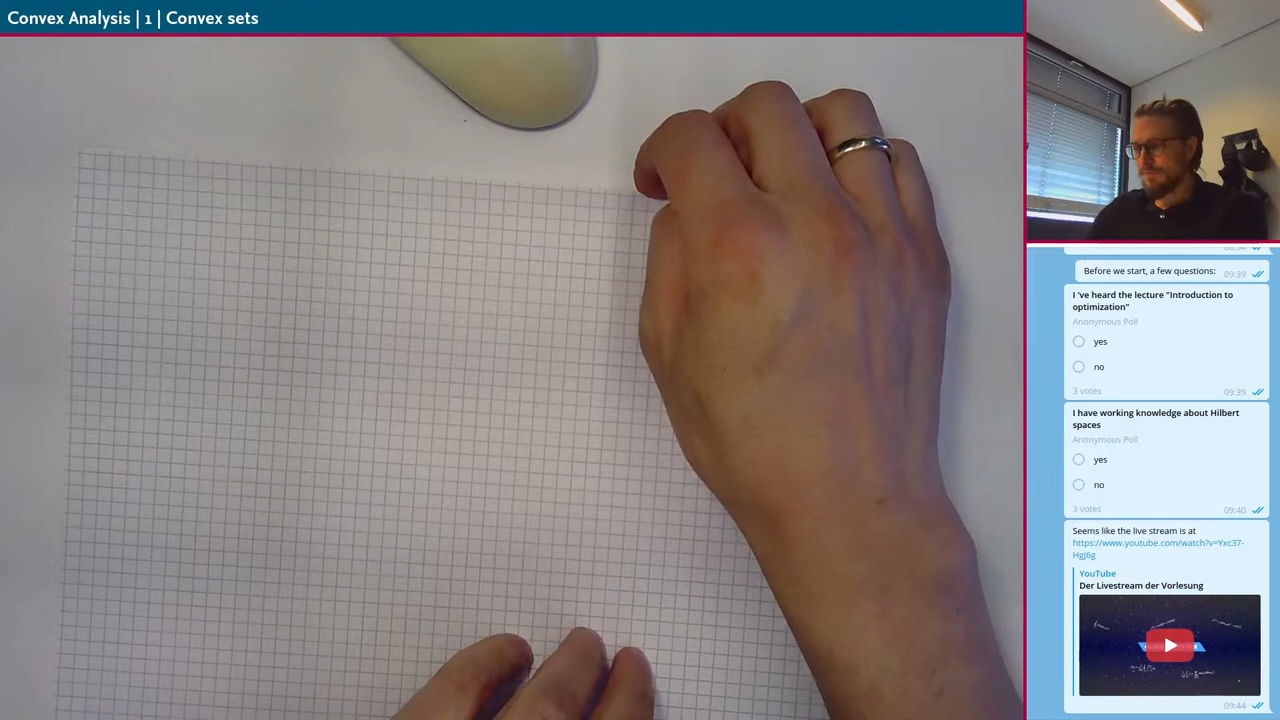 Convex Analysis | 1 | Convex sets
Before we start, a few questions:
09:39
I 've heard the lecture "Introduction to
optimization"
Anonymous Poll
yes
no
3 votes
09:39
I have working knowledge about Hilbert
spaces
Anonymous Poll
yes
no
3 votes
09:40
Seems like the live stream is at
https://www.youtube.com/watch?v=Yxc37-
Hgj6g
YouTube
Der Livestream der Vorlesung
09:44